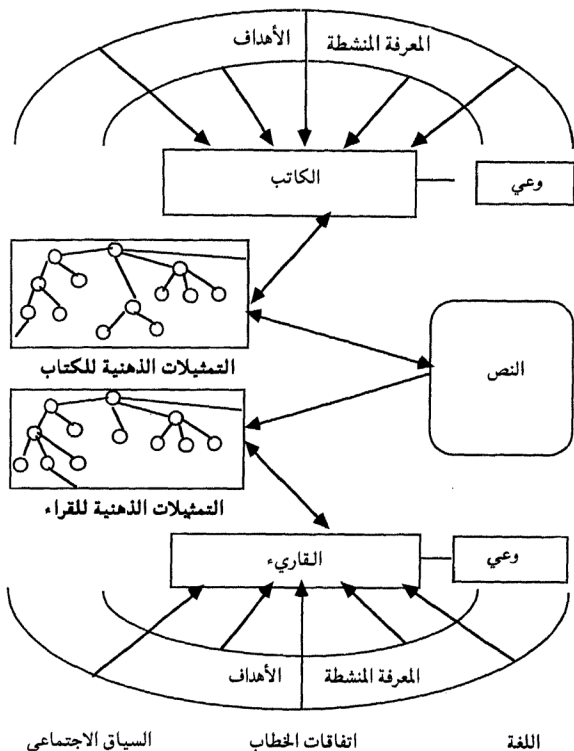 المعرفة المنشطة الأهداف
الكاتب
وعي
التمثيلات الذهنية للكتاب
النص
التمثيلات الذهنية للقراء
القاريء
وعي
المعرفة المنشطة الأهداف
اللغة اتفاقات الخطاب السياق الاجتماعي